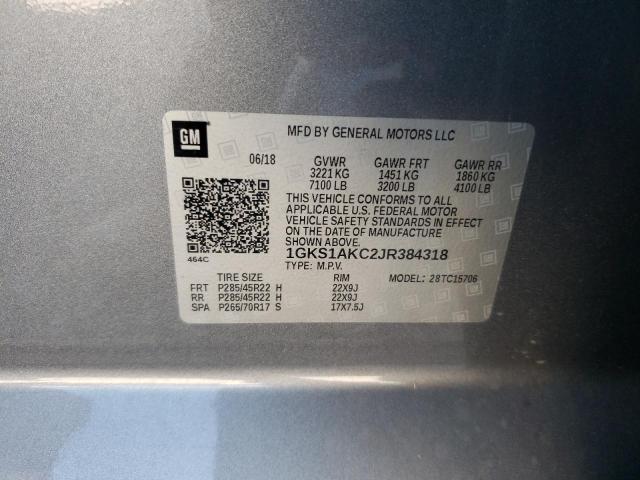 GM
MFD BY GENERAL MOTORS LLC
06/18 GVWR GAWR FRT GAWR RR
3221 KG 1451 KG 1860 KG
7100 LB 3200 LB 4100 LB
THIS VEHICLE CONFORMS TO ALL
APPLICABLE U.S. FEDERAL MOTOR
VEHICLE SAFETY STANDARDS IN EFFECT
ON THE DATE OF MANUFACTURE
SHOWN ABOVE.
464C
1GKS1AKC2JR384318
TYPE: M.P.V. MODEL: 28TC15706
TIRE SIZE RIM
FRT P285/45R22 H 22X9J
RR P285/45R22 H 22X9J
SPA P265/70R17 S 17X7.5J